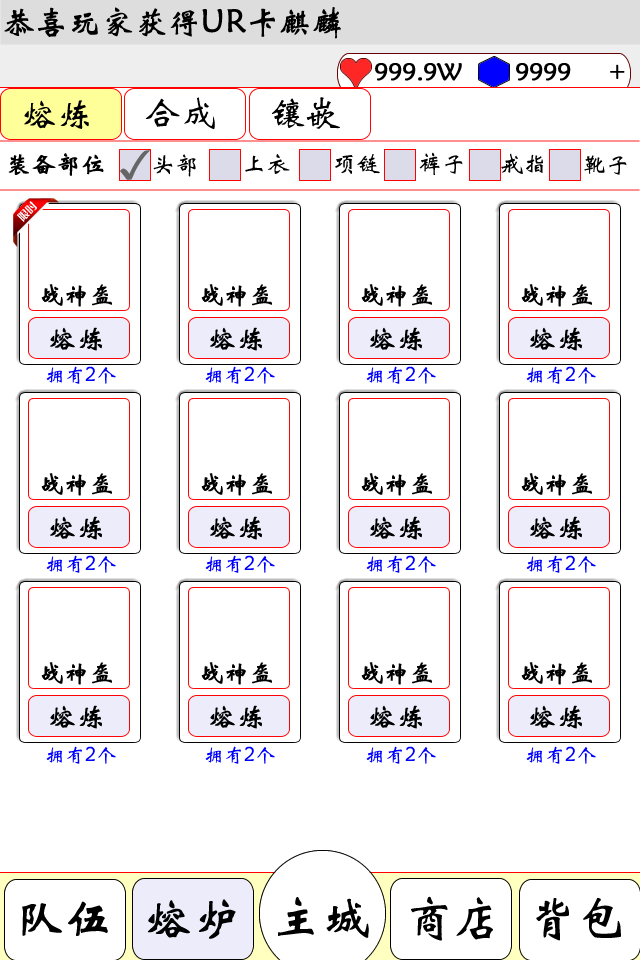 恭喜玩家获得UR卡麒麟
999.9W 9999 +
熔炼 合成 镶嵌
装备部位 头部 上衣 项链 裤子 戒指 靴子
限时
战神盔 战神盔 战神盔 战神盔
熔炼 熔炼 熔炼 熔炼
拥有2个 拥有2个 拥有2个 拥有2个
战神盔 战神盔 战神盔 战神盔
熔炼 熔炼 熔炼 熔炼
拥有2个 拥有2个 拥有2个 拥有2个
战神盔 战神盔 战神盔 战神盔
熔炼 熔炼 熔炼 熔炼
拥有2个 拥有2个 拥有2个 拥有2个
队伍 熔炉 主城 商店 背包